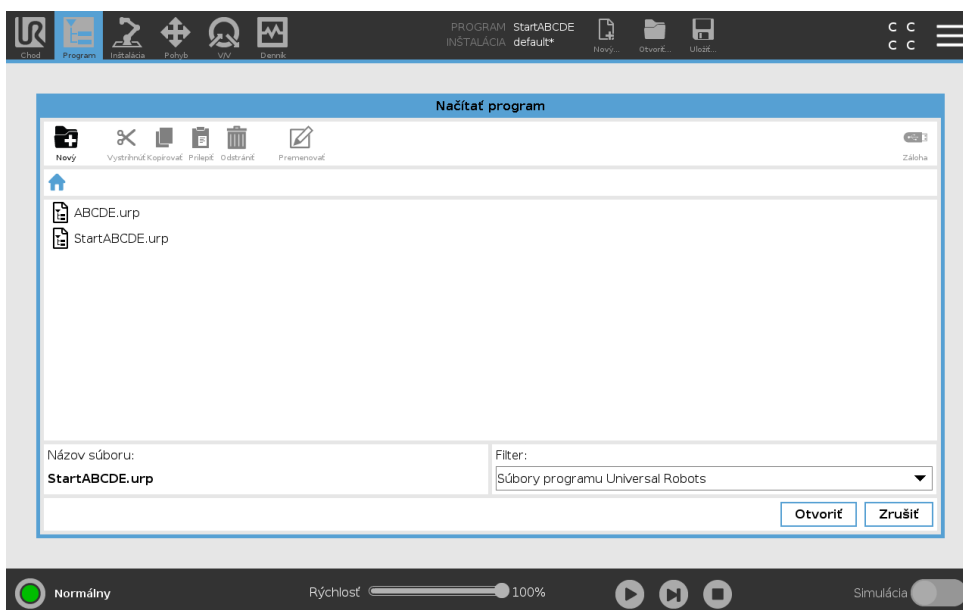 PROGRAM StartABCDE
INŠTALÁCIA default*
Chod Program Inštalácia Pohyb V/V Denník Nový... Otvoriť... Uložiť...
C C
C C
Načítať program
Nový Vystrihnúť Kopírovať Prilepiť Odstrániť Premenovať Záloha
ABCDE.urp
StartABCDE.urp
Názov súboru: Filter:
StartABCDE.urp Súbory programu Universal Robots
Otvoriť Zrušiť
Normálny Rýchlosť 100% Simulácia